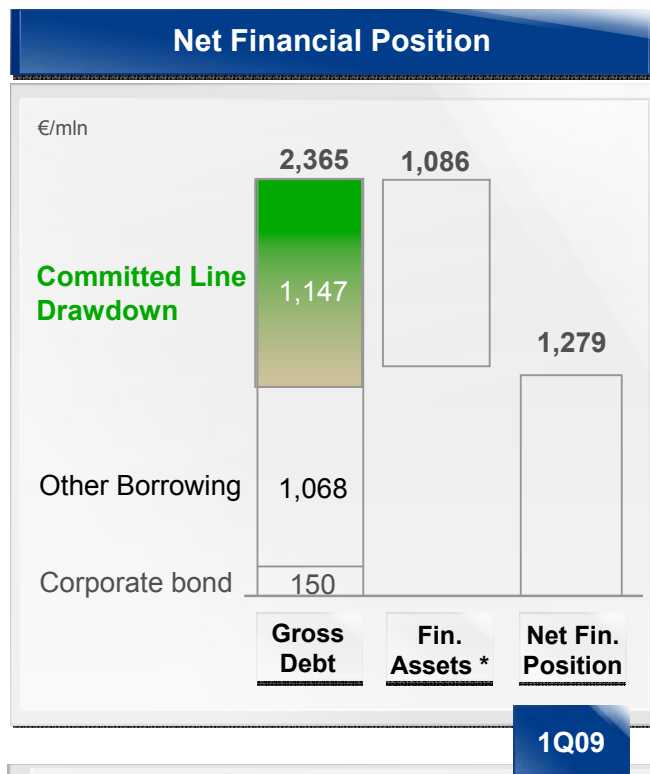 Net Financial Position
€/mln
2,365
1,086
Committed Line
Drawdown
1,147
1,279
Other Borrowing
1,068
Corporate bond
150
Gross
Debt
Fin.
Assets *
Net Fin.
Position
1Q09